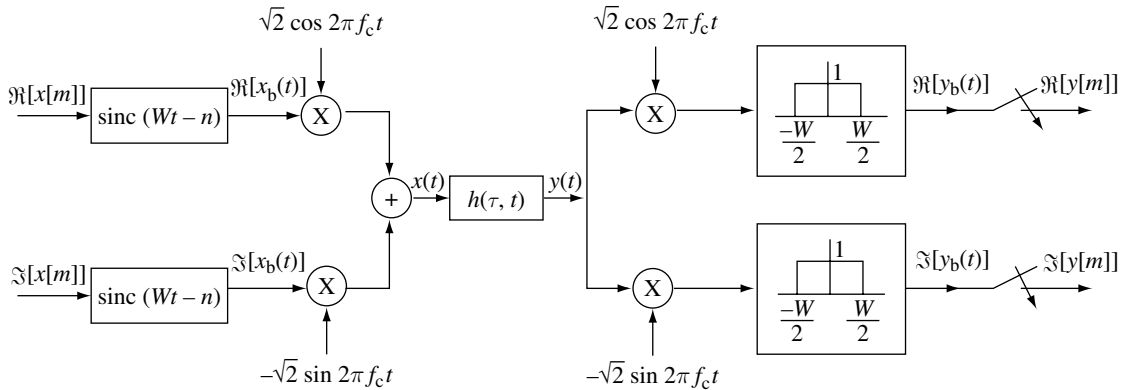 √2 cos 2πf_c t
√2 cos 2πf_c t
ℜ[x[m]]
sinc (Wt – n)
ℜ[x_b(t)]
X
X
1
–W/2
W/2
ℜ[y_b(t)]
ℜ[y[m]]
+
x(t)
h(τ, t)
y(t)
ℑ[x[m]]
sinc (Wt – n)
ℑ[x_b(t)]
X
X
1
–W/2
W/2
ℑ[y_b(t)]
ℑ[y[m]]
–√2 sin 2πf_c t
–√2 sin 2πf_c t